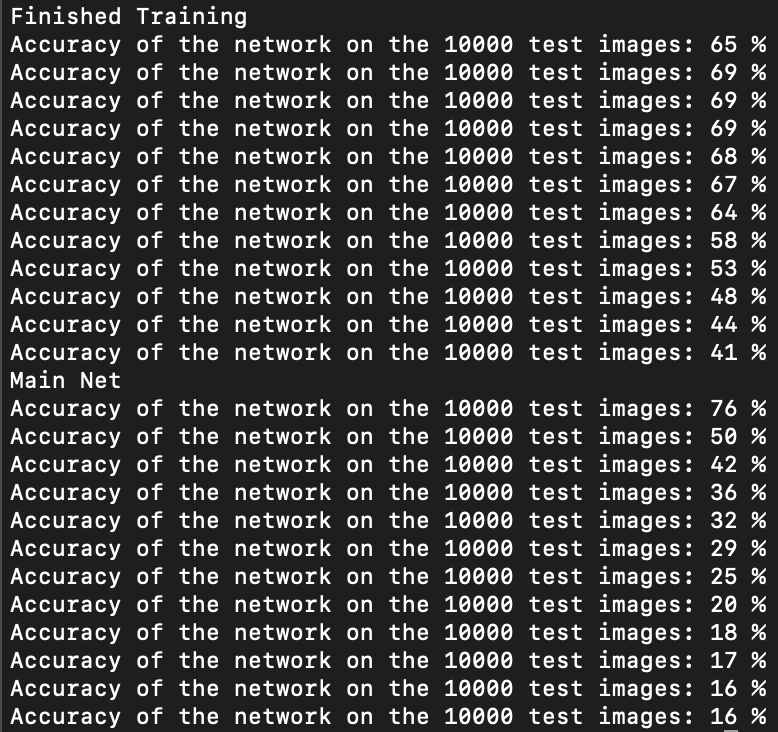 Finished Training
Accuracy of the network on the 10000 test images: 65 %
Accuracy of the network on the 10000 test images: 69 %
Accuracy of the network on the 10000 test images: 69 %
Accuracy of the network on the 10000 test images: 69 %
Accuracy of the network on the 10000 test images: 68 %
Accuracy of the network on the 10000 test images: 67 %
Accuracy of the network on the 10000 test images: 64 %
Accuracy of the network on the 10000 test images: 58 %
Accuracy of the network on the 10000 test images: 53 %
Accuracy of the network on the 10000 test images: 48 %
Accuracy of the network on the 10000 test images: 44 %
Accuracy of the network on the 10000 test images: 41 %
Main Net
Accuracy of the network on the 10000 test images: 76 %
Accuracy of the network on the 10000 test images: 50 %
Accuracy of the network on the 10000 test images: 42 %
Accuracy of the network on the 10000 test images: 36 %
Accuracy of the network on the 10000 test images: 32 %
Accuracy of the network on the 10000 test images: 29 %
Accuracy of the network on the 10000 test images: 25 %
Accuracy of the network on the 10000 test images: 20 %
Accuracy of the network on the 10000 test images: 18 %
Accuracy of the network on the 10000 test images: 17 %
Accuracy of the network on the 10000 test images: 16 %
Accuracy of the network on the 10000 test images: 16 %